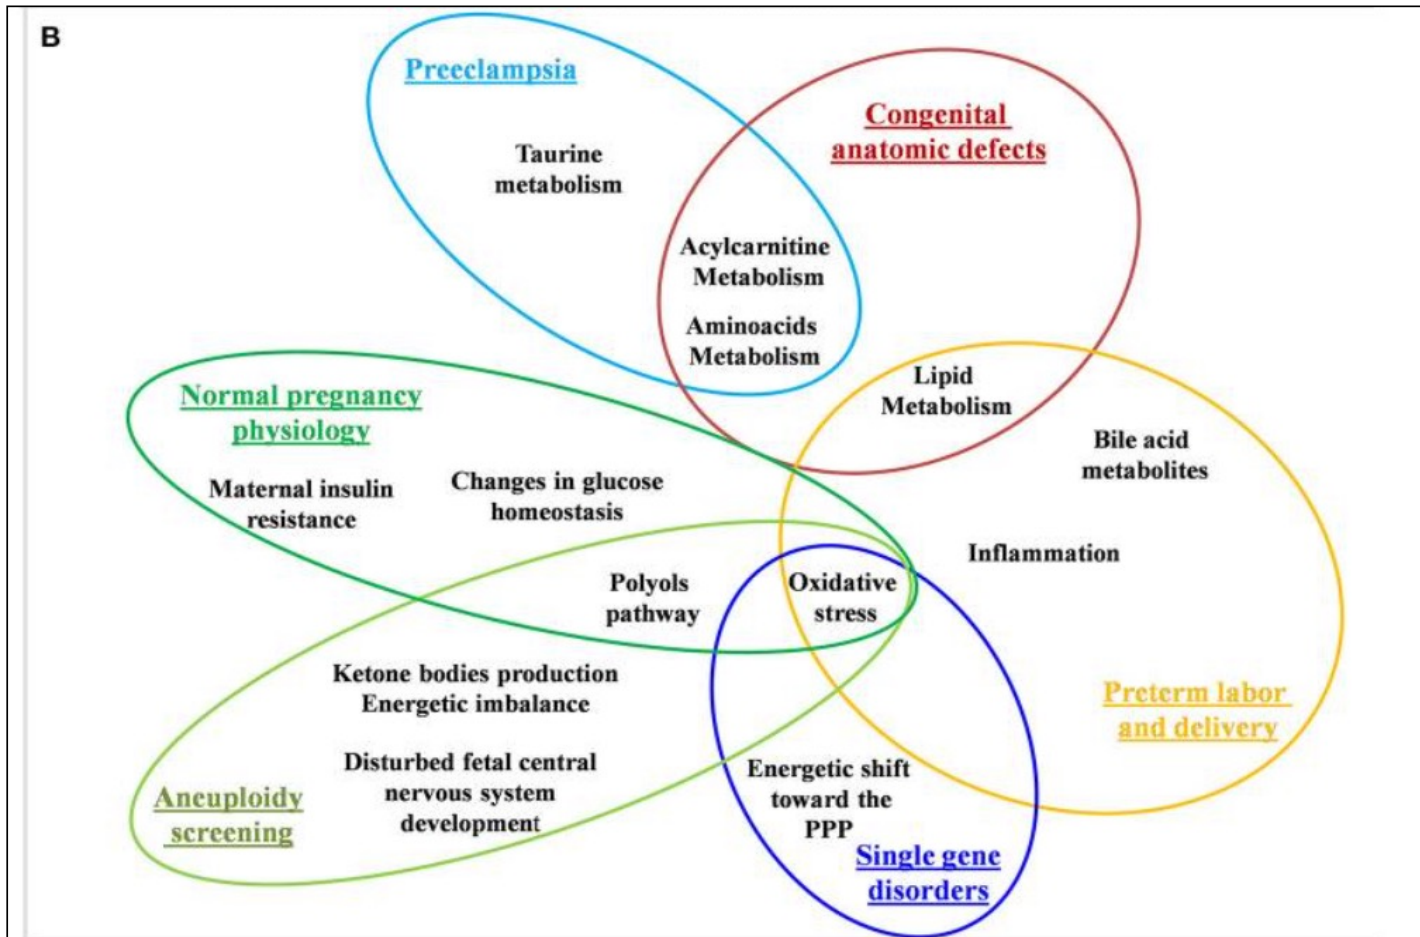 B
Preeclampsia
Taurine
metabolism
Congenital
anatomic defects
Acylcarnitine
Metabolism
Aminoacids
Metabolism
Lipid
Metabolism
Bile acid
metabolites
Inflammation
Preterm labor
and delivery
Normal pregnancy
physiology
Maternal insulin
resistance
Changes in glucose
homeostasis
Polyols
pathway
Oxidative
stress
Ketone bodies production
Energetic imbalance
Disturbed fetal central
nervous system
development
Aneuploidy
screening
Energetic shift
toward the
PPP
Single gene
disorders